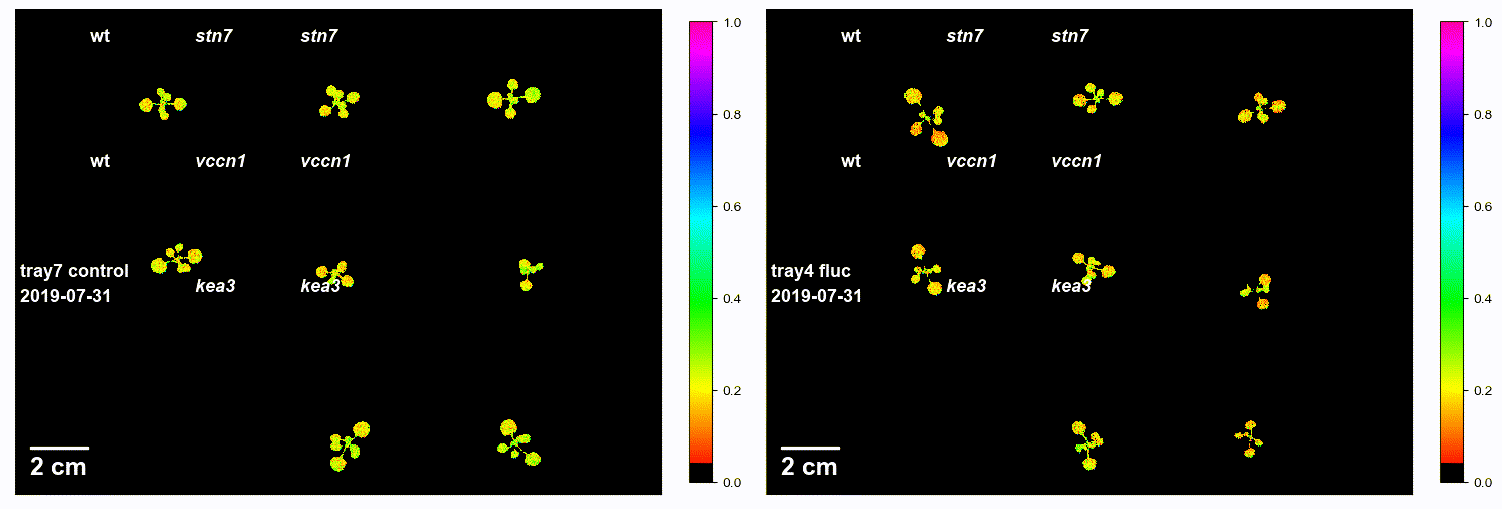 wt stn7 stn7
wt vccn1 vccn1
tray7 control
2019-07-31
kea3 kea3
2 cm
1.0
0.8
0.6
0.4
0.2
0.0
wt stn7 stn7
wt vccn1 vccn1
tray4 fluc
2019-07-31
kea3 kea3
2 cm
1.0
0.8
0.6
0.4
0.2
0.0